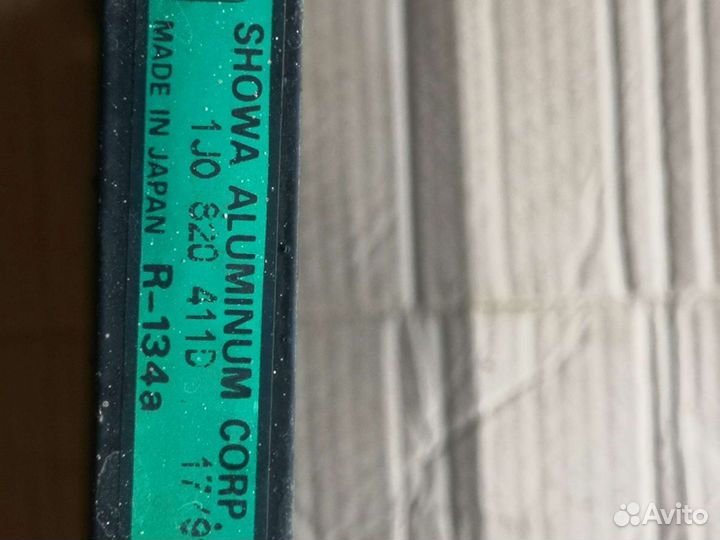 SHOWA ALUMINUM CORP
1J0 820 411D
MADE IN JAPAN R-134a
Avito